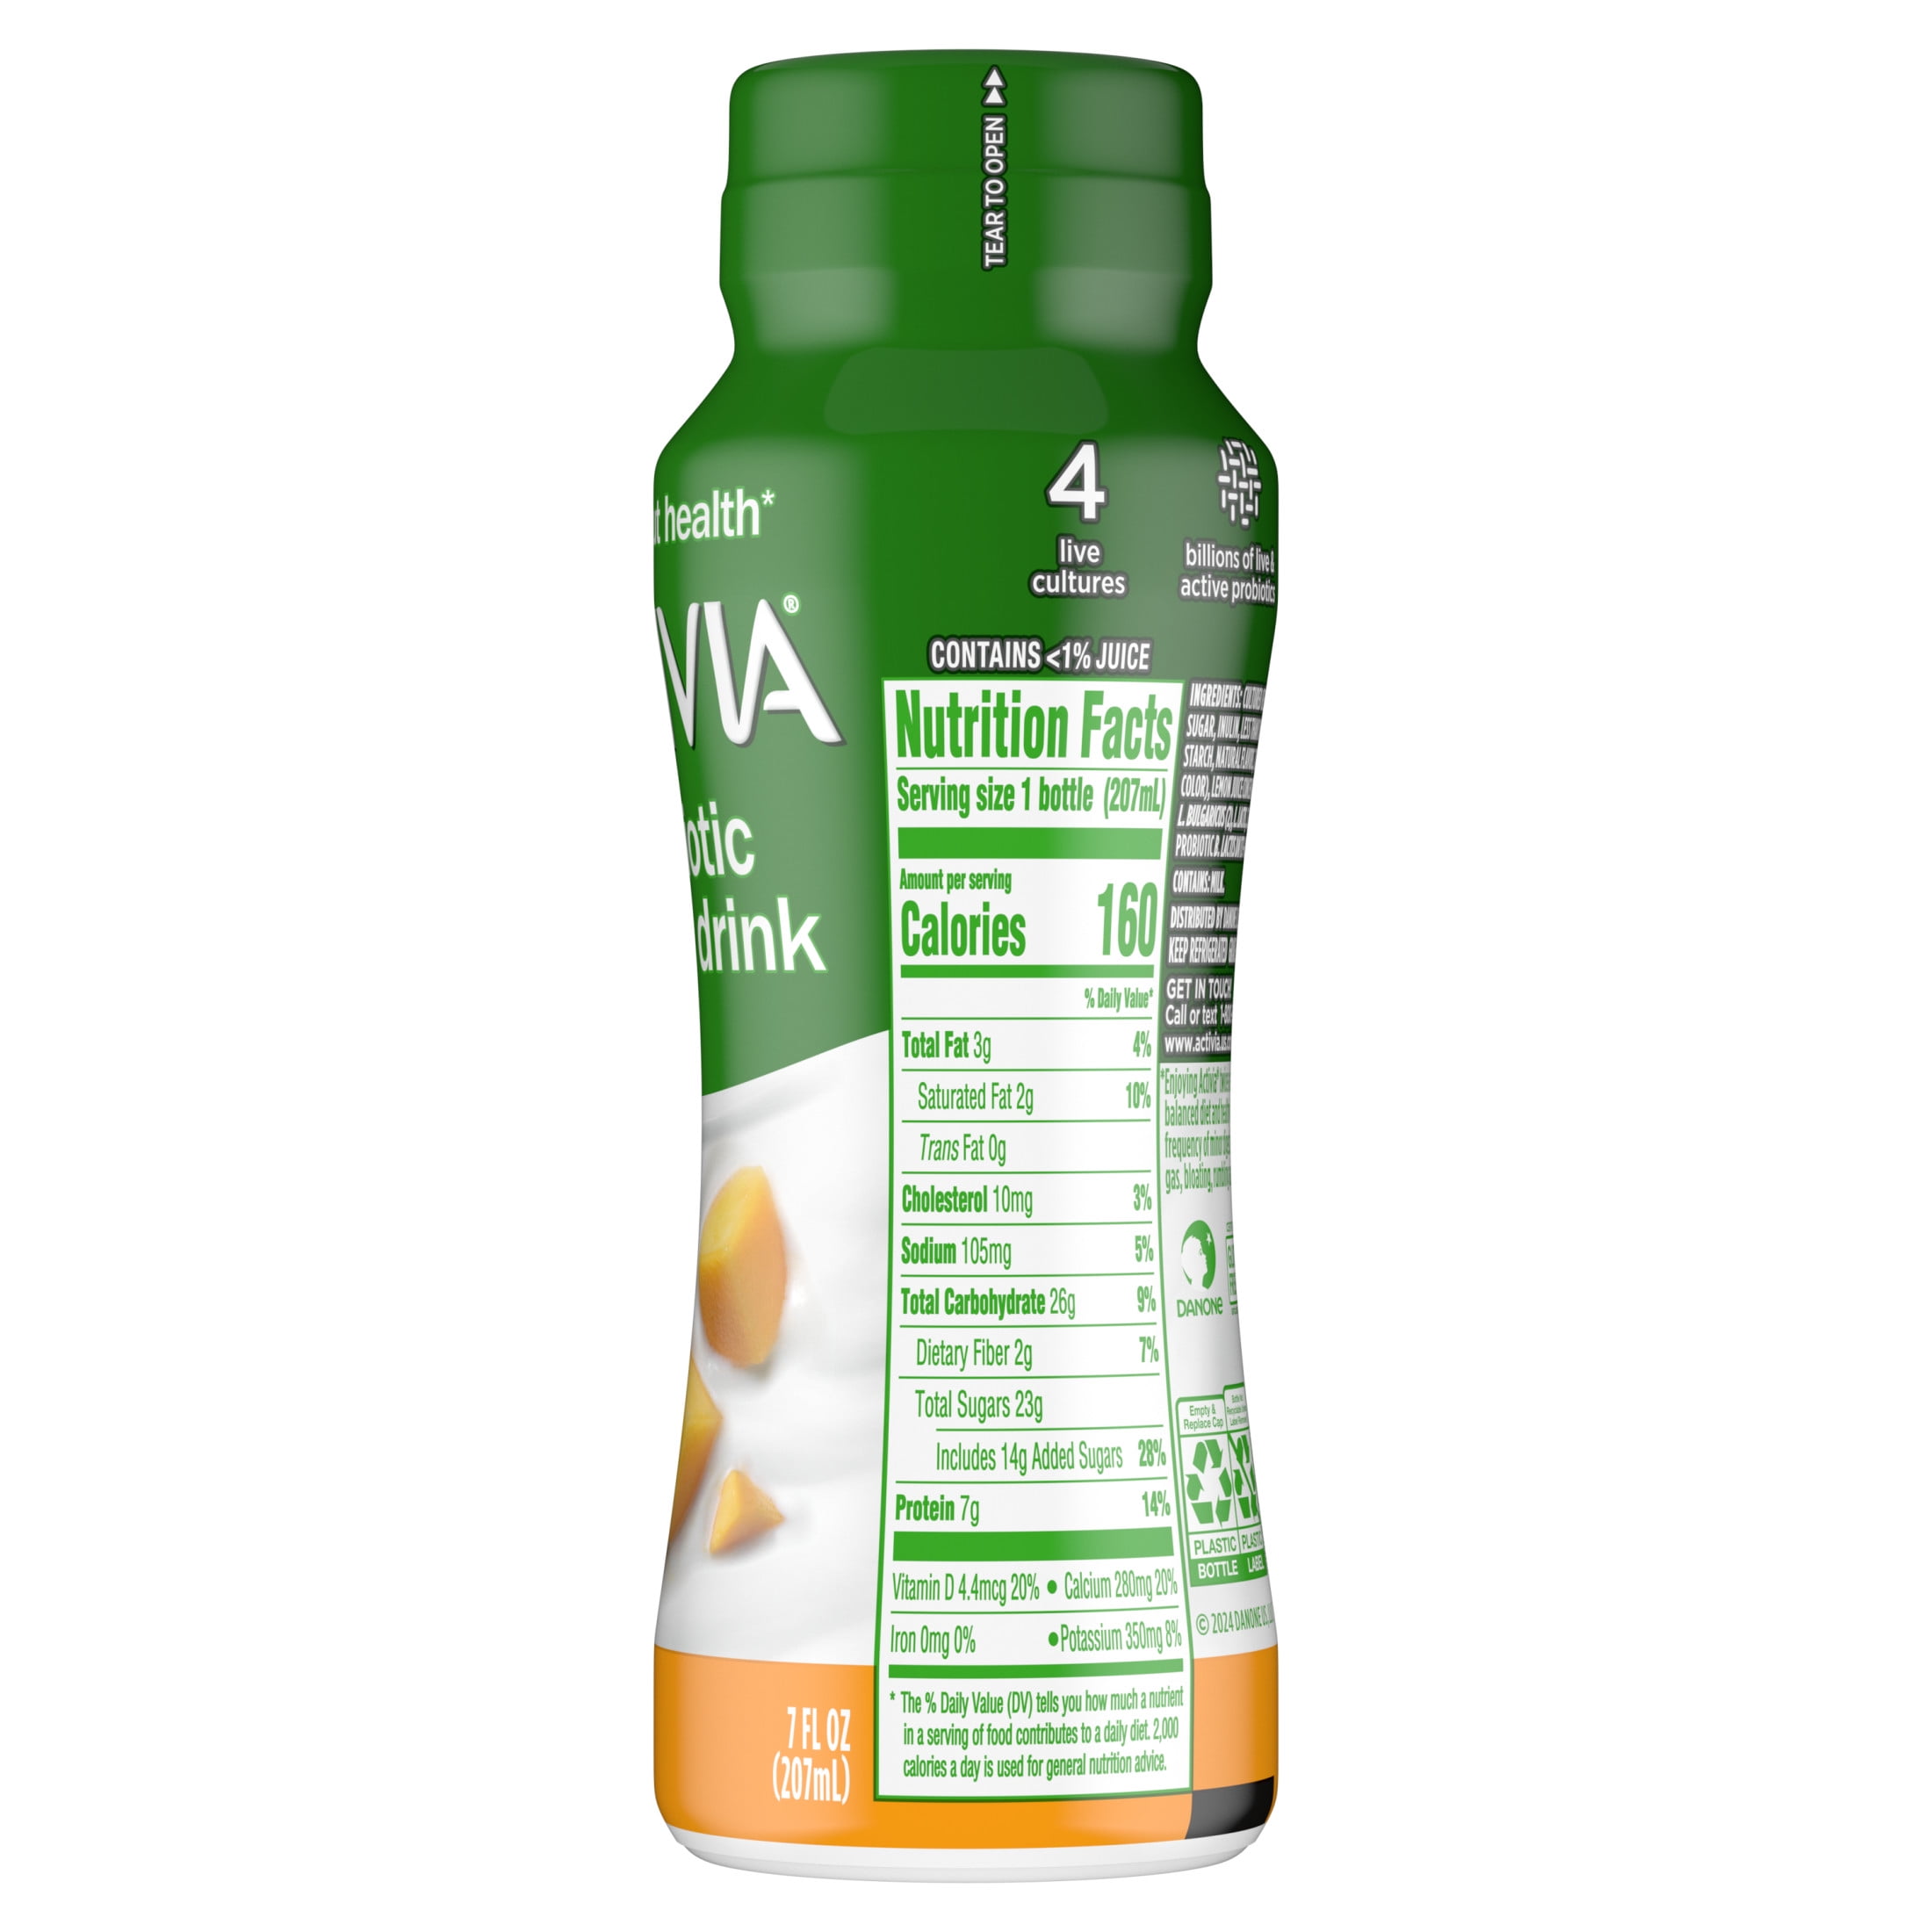 TEAR TO OPEN
health*
VIA®
drink
4
live
cultures
billions of live &
active probiotics
CONTAINS <1% JUICE
Nutrition Facts
Serving size 1 bottle (207mL)
Amount per serving
Calories 160
% Daily Value*
Total Fat 3g 4%
Saturated Fat 2g 10%
Trans Fat 0g
Cholesterol 10mg 3%
Sodium 105mg 5%
Total Carbohydrate 26g 9%
Dietary Fiber 2g 7%
Total Sugars 23g
Includes 14g Added Sugars 28%
Protein 7g 14%
Vitamin D 4.4mcg 20% • Calcium 280mg 20%
Iron 0mg 0% • Potassium 350mg 8%
* The % Daily Value (DV) tells you how much a nutrient
in a serving of food contributes to a daily diet. 2,000
calories a day is used for general nutrition advice.
INGREDIENTS:
SUGAR, INULIN, LESS
STARCH, NATURAL
COLOR), LEMON JUICE
L. BULGARICUS
PROBIOTIC B.
CONTAINS: MILK.
DISTRIBUTED BY
KEEP REFRIGERATED
GET IN TOUCH
Call or text
www.activia.us
*Enjoying Activia®
balanced diet and
frequency of minor
gas, bloating,
DANONE
Empty &
Replace Cap
PLASTIC
BOTTLE
LABEL
© 2024 DANONE US,
7 FL OZ
(207mL)